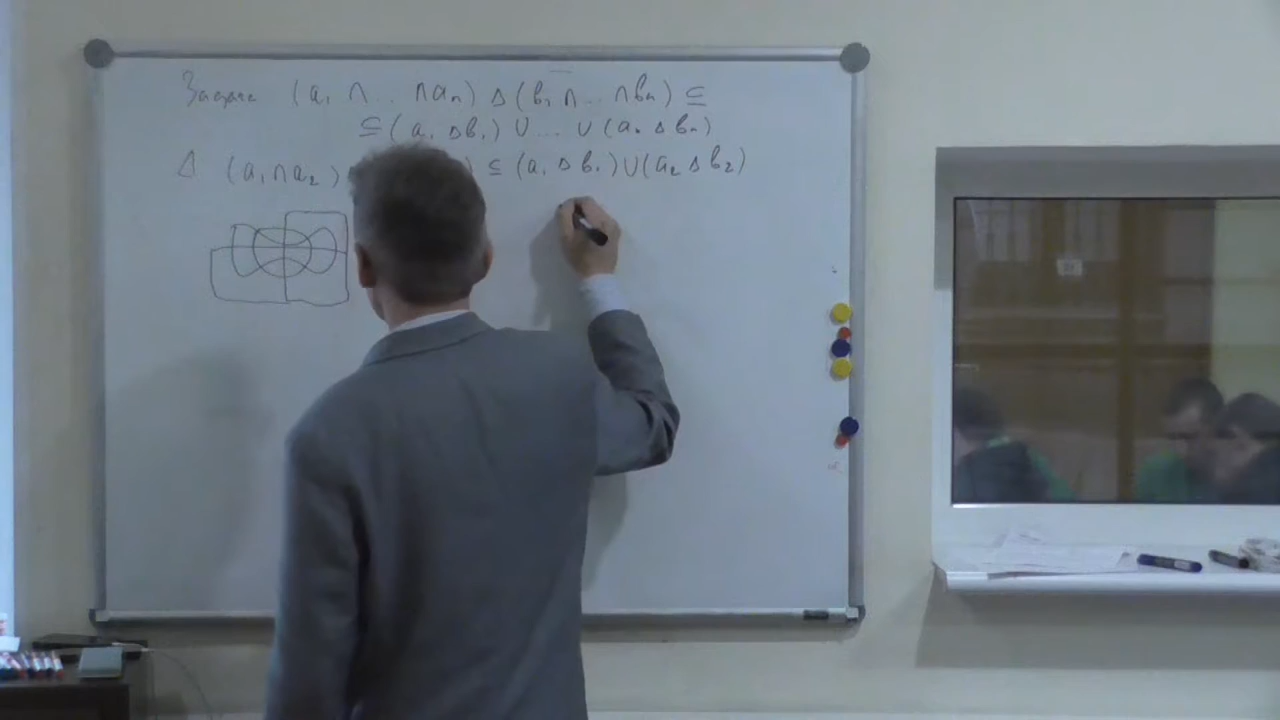 Задача (a₁ ∩ ... ∩ aₙ) Δ (b₁ ∩ ... ∩ bₙ) ⊆
⊆ (a₁ Δ b₁) ∪ ... ∪ (aₙ Δ bₙ)
Δ (a₁ ∩ a₂) ⊆ (a₁ Δ b₁) ∪ (a₂ Δ b₂)